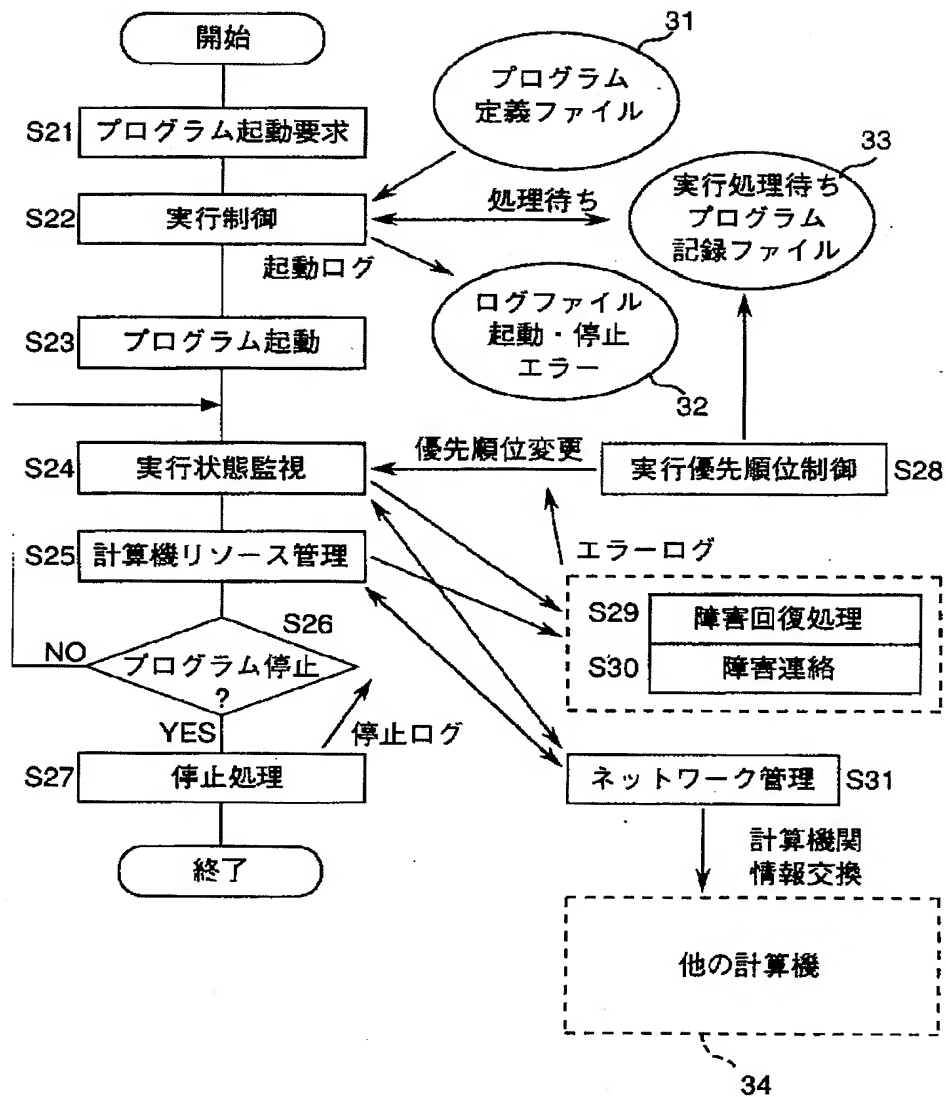 開始
31
プログラム
定義ファイル
S21
プログラム起動要求
33
実行処理待ち
プログラム
記録ファイル
処理待ち
S22
実行制御
起動ログ
ログファイル
起動・停止
エラー
32
S23
プログラム起動
優先順位変更
S24
実行状態監視
実行優先順位制御
S28
エラーログ
S25
計算機リソース管理
S29
障害回復処理
S30
障害連絡
S26
NO
プログラム停止
?
YES
停止ログ
S27
停止処理
ネットワーク管理
S31
計算機関
情報交換
終了
他の計算機
34